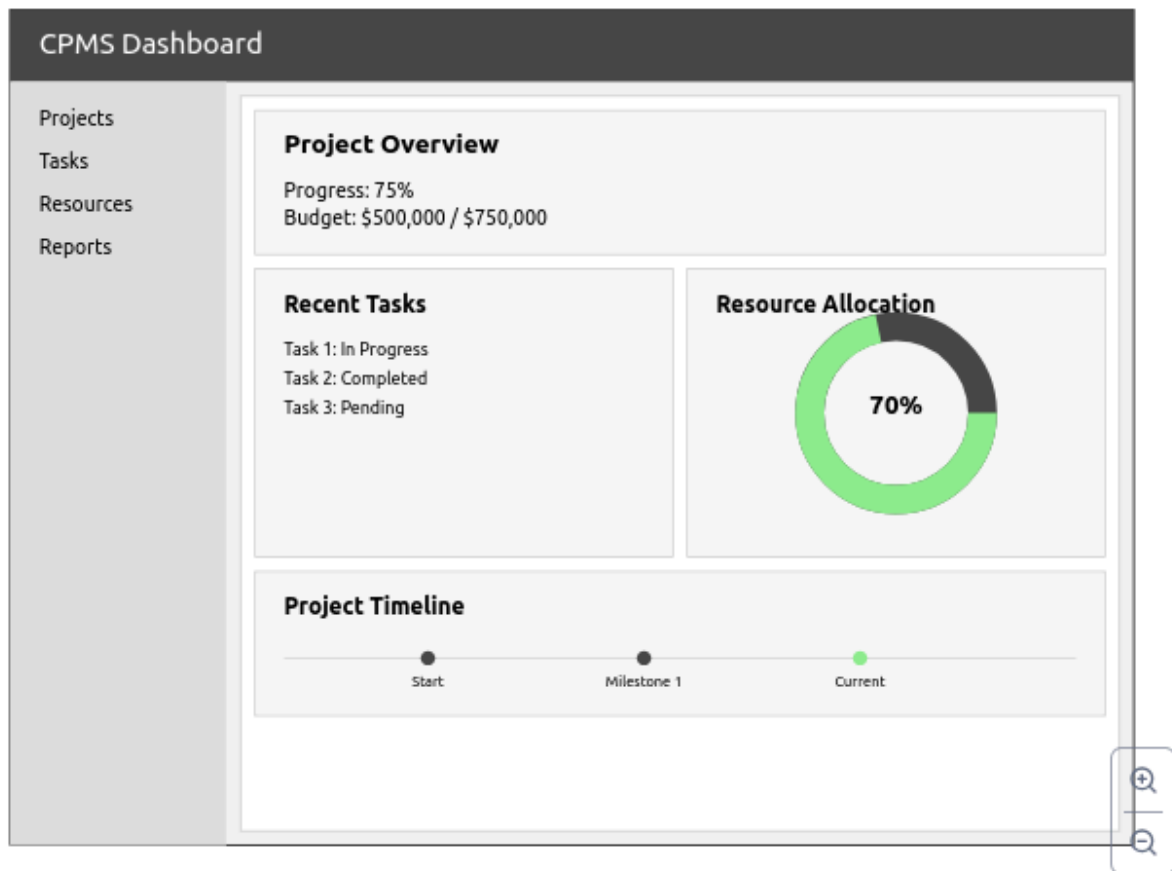 CPMS Dashboard
Projects
Tasks
Resources
Reports
Project Overview
Progress: 75%
Budget: $500,000 / $750,000
Recent Tasks
Task 1: In Progress
Task 2: Completed
Task 3: Pending
Resource Allocation
70%
Project Timeline
Start
Milestone 1
Current